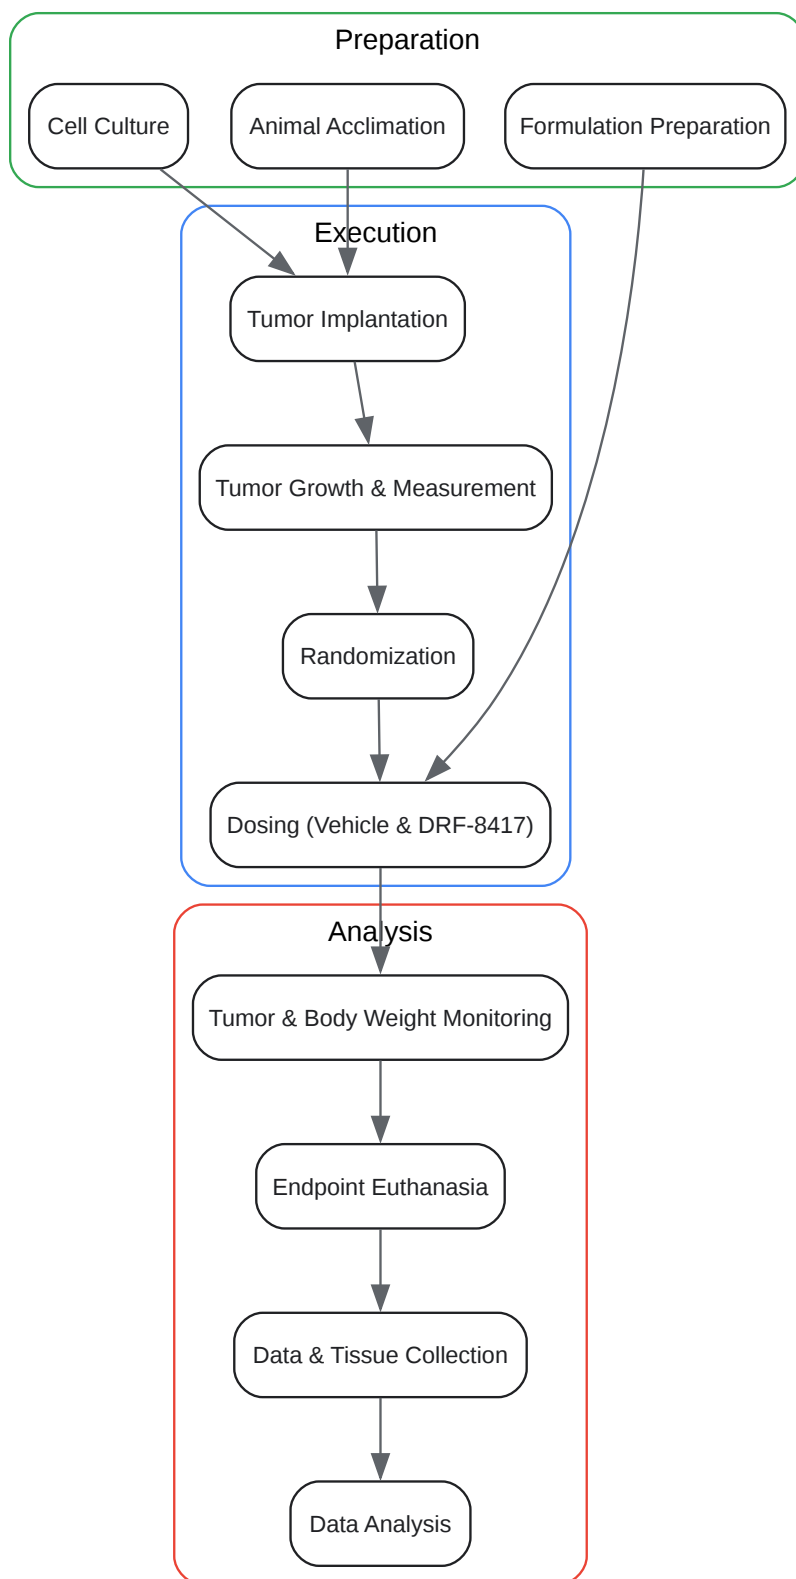 Preparation
Cell Culture
Animal Acclimation
Formulation Preparation
Execution
Tumor Implantation
Tumor Growth & Measurement
Randomization
Dosing (Vehicle & DRF-8417)
Analysis
Tumor & Body Weight Monitoring
Endpoint Euthanasia
Data & Tissue Collection
Data Analysis